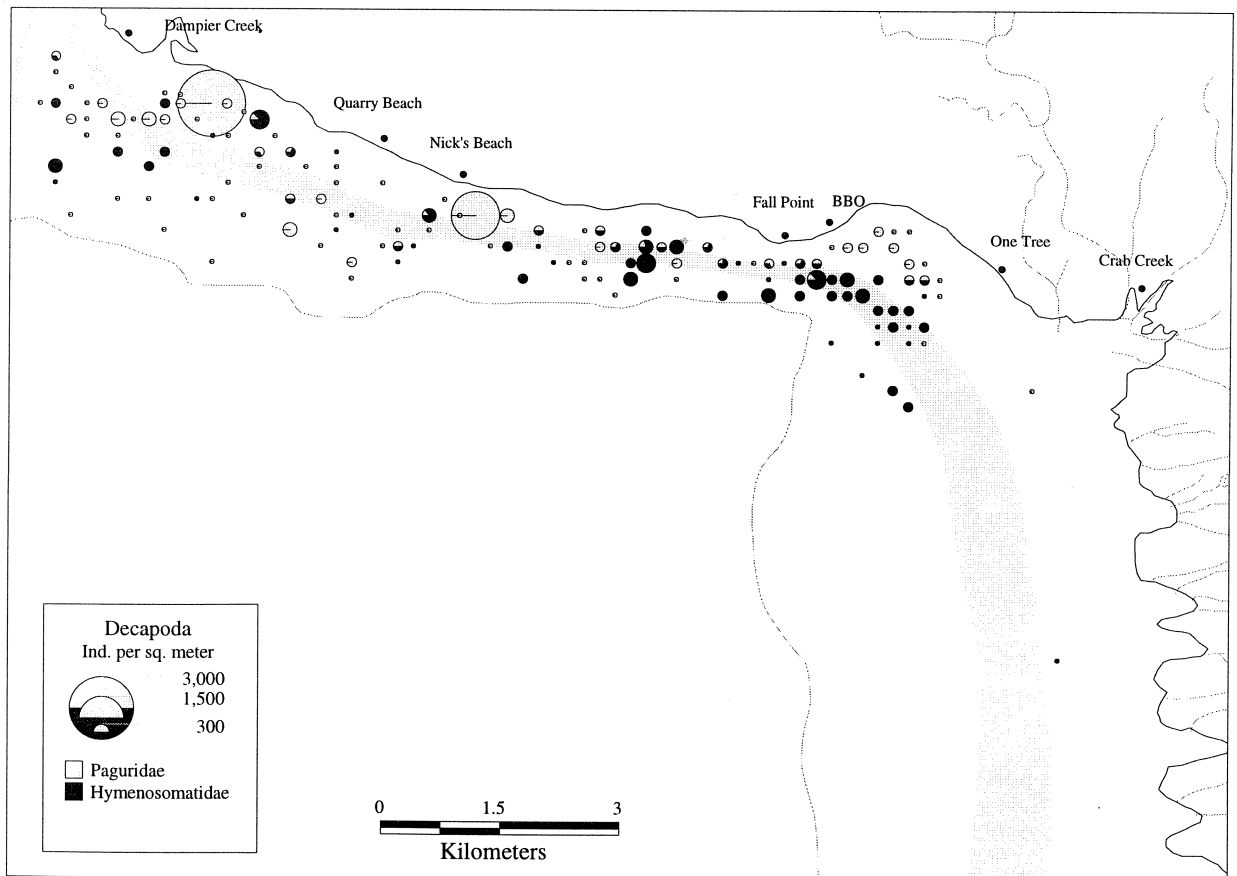 Dampier Creek
Quarry Beach
Nick's Beach
Fall Point
BBO
One Tree
Crab Creek
Decapoda
Ind. per sq. meter
3,000
1,500
300
Paguridae
Hymenosomatidae
0 1.5 3
Kilometers